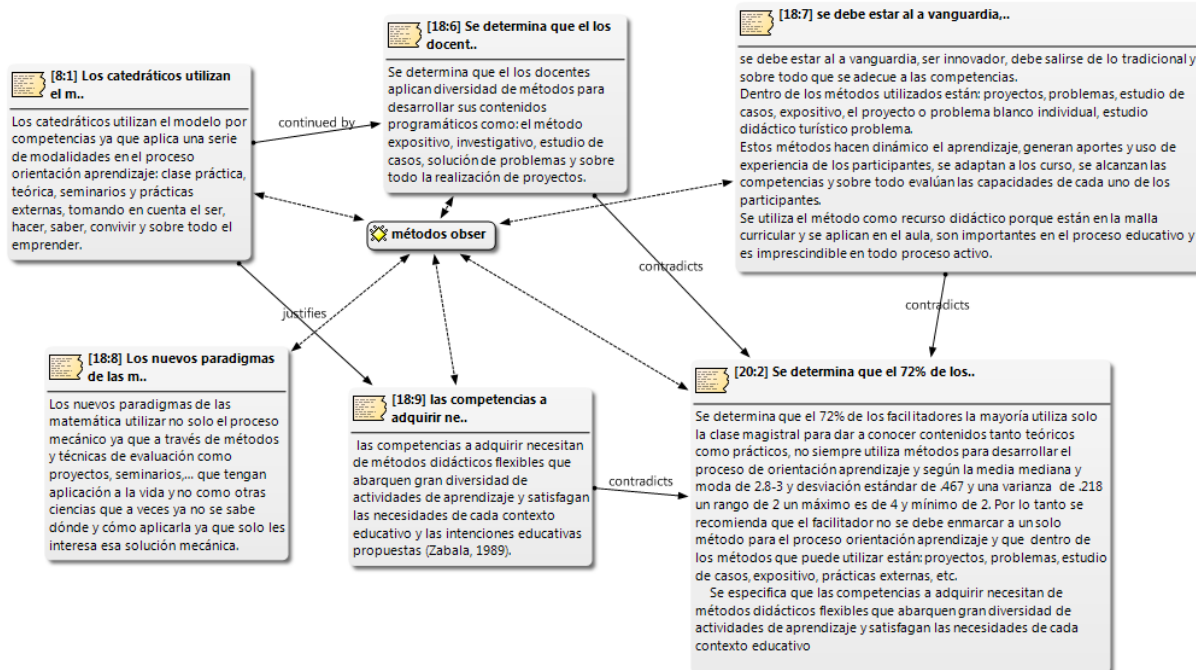 [8:1] Los catedráticos utilizan
el m..
Los catedráticos utilizan el modelo por
competencias ya que aplica una serie
de modalidades en el proceso
orientación aprendizaje: clase práctica,
teórica, seminarios y prácticas
externas, tomando en cuenta el ser,
hacer, saber, convivir y sobre todo el
emprender.
continued by
[18:6] Se determina que el los
docent..
Se determina que el los docentes
aplican diversidad de métodos para
desarrollar sus contenidos
programáticos como: el método
expositivo, investigativo, estudio de
casos, solución de problemas y sobre
todo la realización de proyectos.
[18:7] se debe estar al a vanguardia,..
se debe estar al a vanguardia, ser innovador, debe salirse de lo tradicional y
sobre todo que se adecue a las competencias.
Dentro de los métodos utilizados están: proyectos, problemas, estudio de
casos, expositivo, el proyecto o problema blanco individual, estudio
didáctico turístico problema.
Estos métodos hacen dinámico el aprendizaje, generan aportes y uso de
experiencia de los participantes, se adaptan a los curso, se alcanzan las
competencias y sobre todo evalúan las capacidades de cada uno de los
participantes.
Se utiliza el método como recurso didáctico porque están en la malla
curricular y se aplican en el aula, son importantes en el proceso educativo y
es imprescindible en todo proceso activo.
métodos obser
contradicts
contradicts
justifies
[18:8] Los nuevos paradigmas
de las m..
Los nuevos paradigmas de las
matemática utilizar no solo el proceso
mecánico ya que a través de métodos
y técnicas de evaluación como
proyectos, seminarios,... que tengan
aplicación a la vida y no como otras
ciencias que a veces ya no se sabe
dónde y cómo aplicarla ya que solo les
interesa esa solución mecánica.
[18:9] las competencias a
adquirir ne..
las competencias a adquirir necesitan
de métodos didácticos flexibles que
abarquen gran diversidad de
actividades de aprendizaje y satisfagan
las necesidades de cada contexto
educativo y las intenciones educativas
propuestas (Zabala, 1989).
contradicts
[20:2] Se determina que el 72% de los..
Se determina que el 72% de los facilitadores la mayoría utiliza solo
la clase magistral para dar a conocer contenidos tanto teóricos
como prácticos, no siempre utiliza métodos para desarrollar el
proceso de orientación aprendizaje y según la media mediana y
moda de 2.8-3 y desviación estándar de .467 y una varianza de .218
un rango de 2 un máximo es de 4 y mínimo de 2. Por lo tanto se
recomienda que el facilitador no se debe enmarcar a un solo
método para el proceso orientación aprendizaje y que dentro de
los métodos que puede utilizar están: proyectos, problemas, estudio
de casos, expositivo, prácticas externas, etc.
Se especifica que las competencias a adquirir necesitan de
métodos didácticos flexibles que abarquen gran diversidad de
actividades de aprendizaje y satisfagan las necesidades de cada
contexto educativo